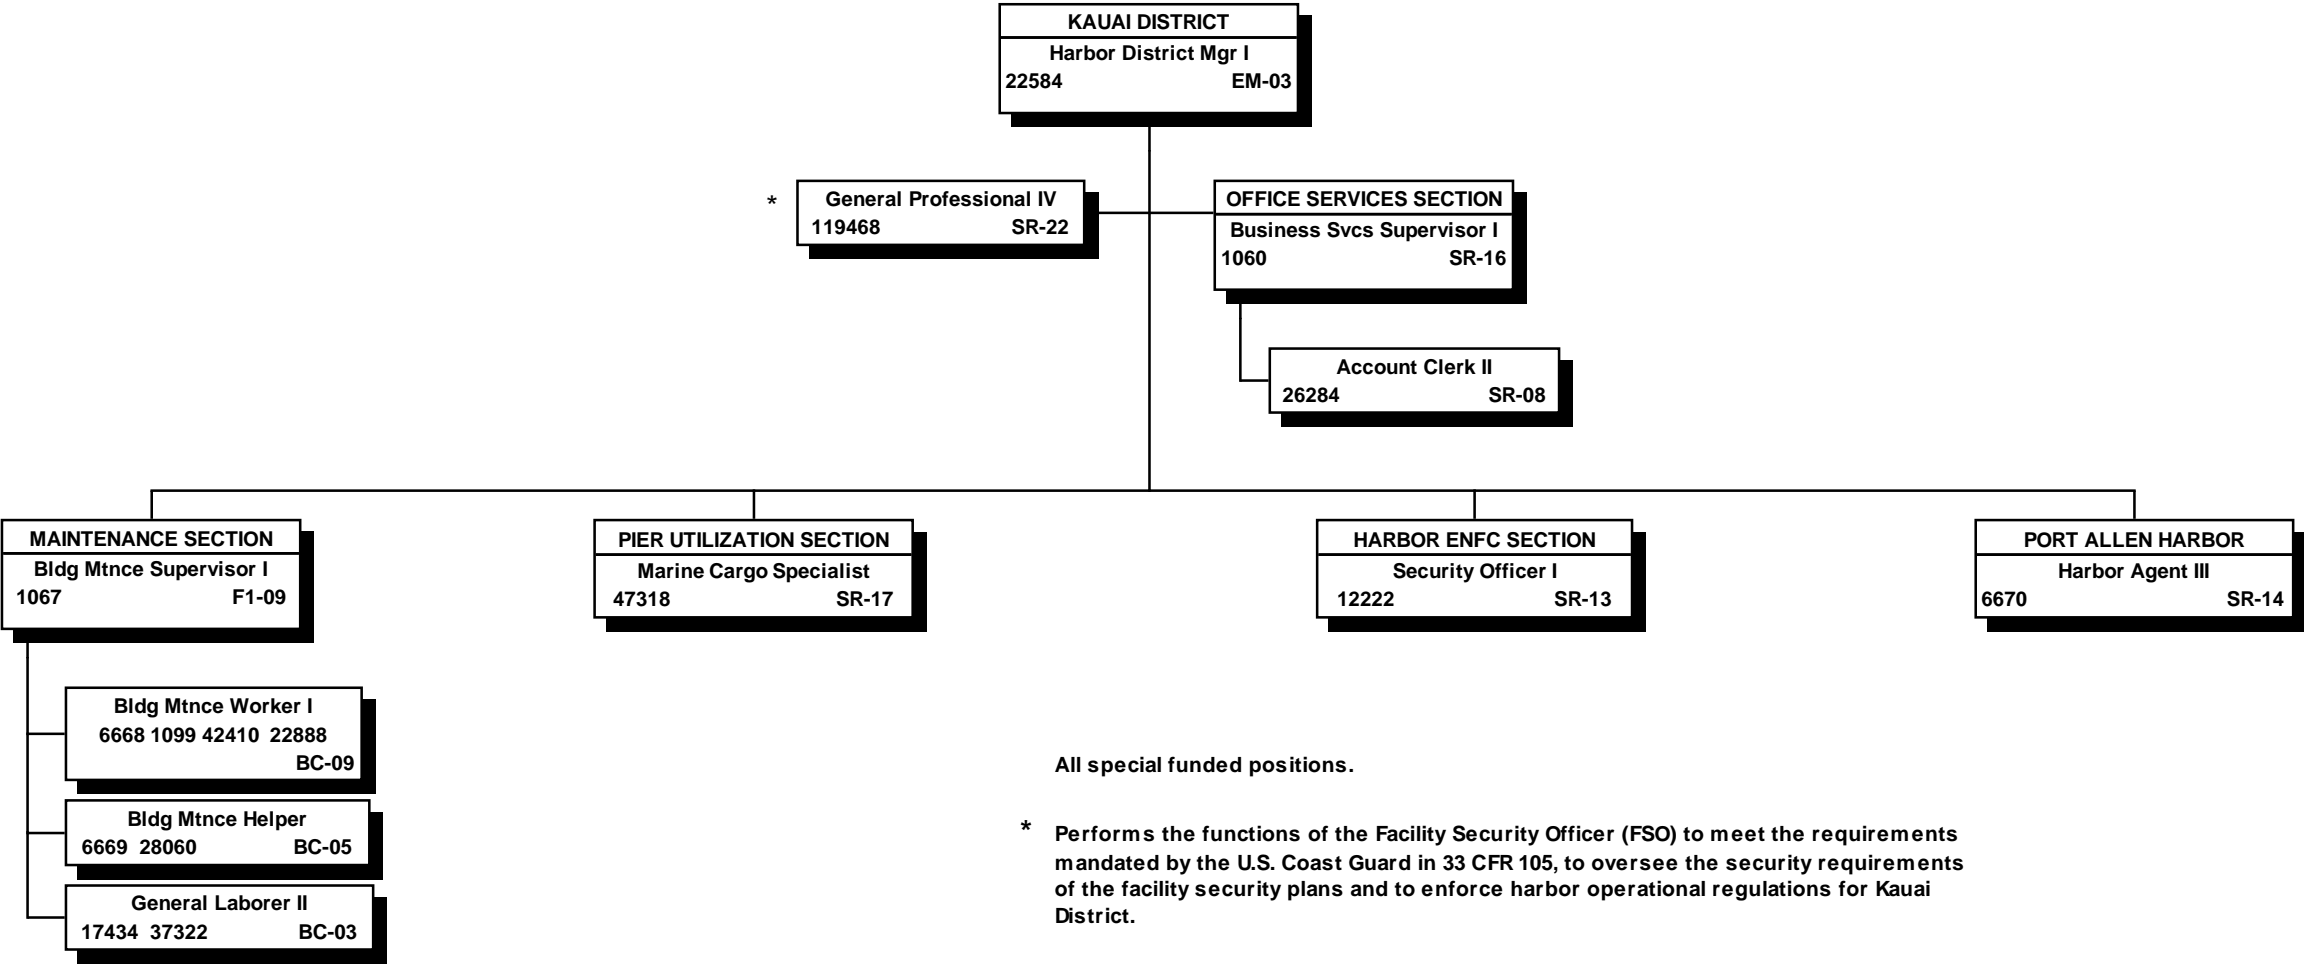 KAUAI DISTRICT
Harbor District Mgr I
22584 EM-03
* General Professional IV
119468 SR-22
OFFICE SERVICES SECTION
Business Svcs Supervisor I
1060 SR-16
Account Clerk II
26284 SR-08
MAINTENANCE SECTION
Bldg Mtnce Supervisor I
1067 F1-09
PIER UTILIZATION SECTION
Marine Cargo Specialist
47318 SR-17
HARBOR ENFC SECTION
Security Officer I
12222 SR-13
PORT ALLEN HARBOR
Harbor Agent III
6670 SR-14
Bldg Mtnce Worker I
6668 1099 42410 22888
BC-09
Bldg Mtnce Helper
6669 28060 BC-05
General Laborer II
17434 37322 BC-03
All special funded positions.
* Performs the functions of the Facility Security Officer (FSO) to meet the requirements
mandated by the U.S. Coast Guard in 33 CFR 105, to oversee the security requirements
of the facility security plans and to enforce harbor operational regulations for Kauai
District.